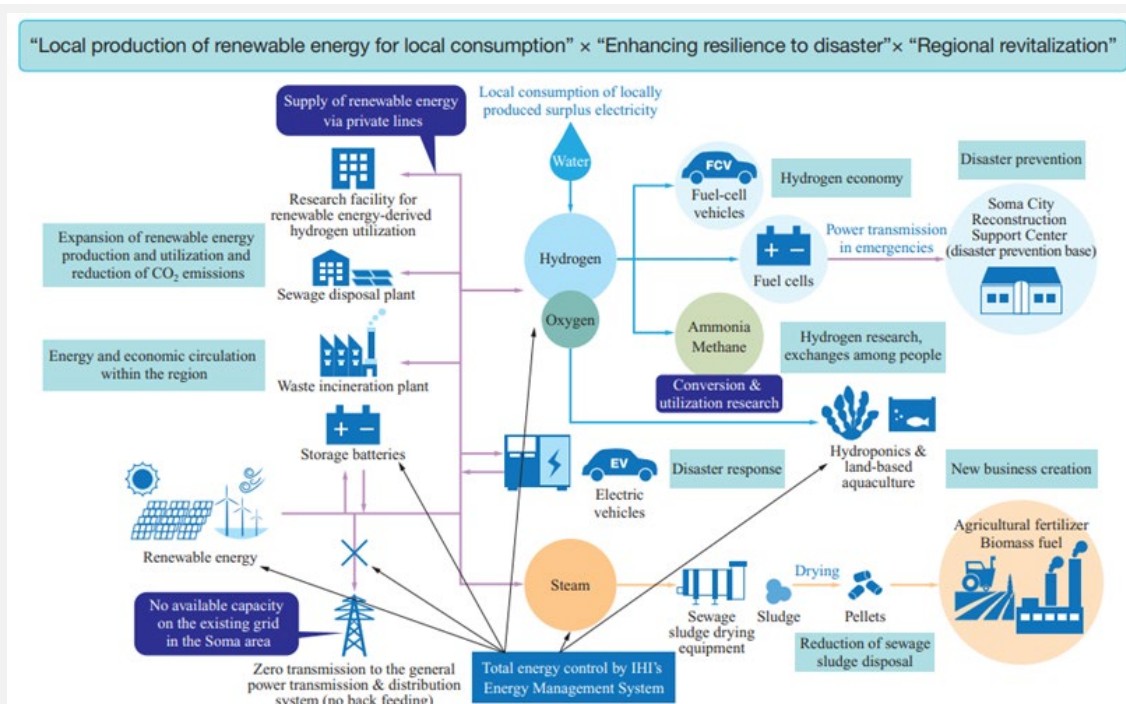 “Local production of renewable energy for local consumption” × “Enhancing resilience to disaster”× “Regional revitalization”
Supply of renewable energy
via private lines
Local consumption of locally
produced surplus electricity
Water
Research facility for
renewable energy-derived
hydrogen utilization
Expansion of renewable energy
production and utilization and
reduction of CO₂ emissions
Sewage disposal plant
Energy and economic circulation
within the region
Waste incineration plant
Storage batteries
Renewable energy
No available capacity
on the existing grid
in the Soma area
Zero transmission to the general
power transmission & distribution
system (no back feeding)
Hydrogen
Oxygen
FCV
Fuel-cell
vehicles
Hydrogen economy
Disaster prevention
Fuel cells
Power transmission
in emergencies
Soma City
Reconstruction
Support Center
(disaster prevention base)
Ammonia
Methane
Hydrogen research,
exchanges among people
Conversion &
utilization research
EV
Electric
vehicles
Disaster response
Hydroponics &
land-based
aquaculture
New business creation
Steam
Sewage
sludge drying
equipment
Sludge
Drying
Pellets
Reduction of sewage
sludge disposal
Agricultural fertilizer
Biomass fuel
Total energy control by IHI’s
Energy Management System